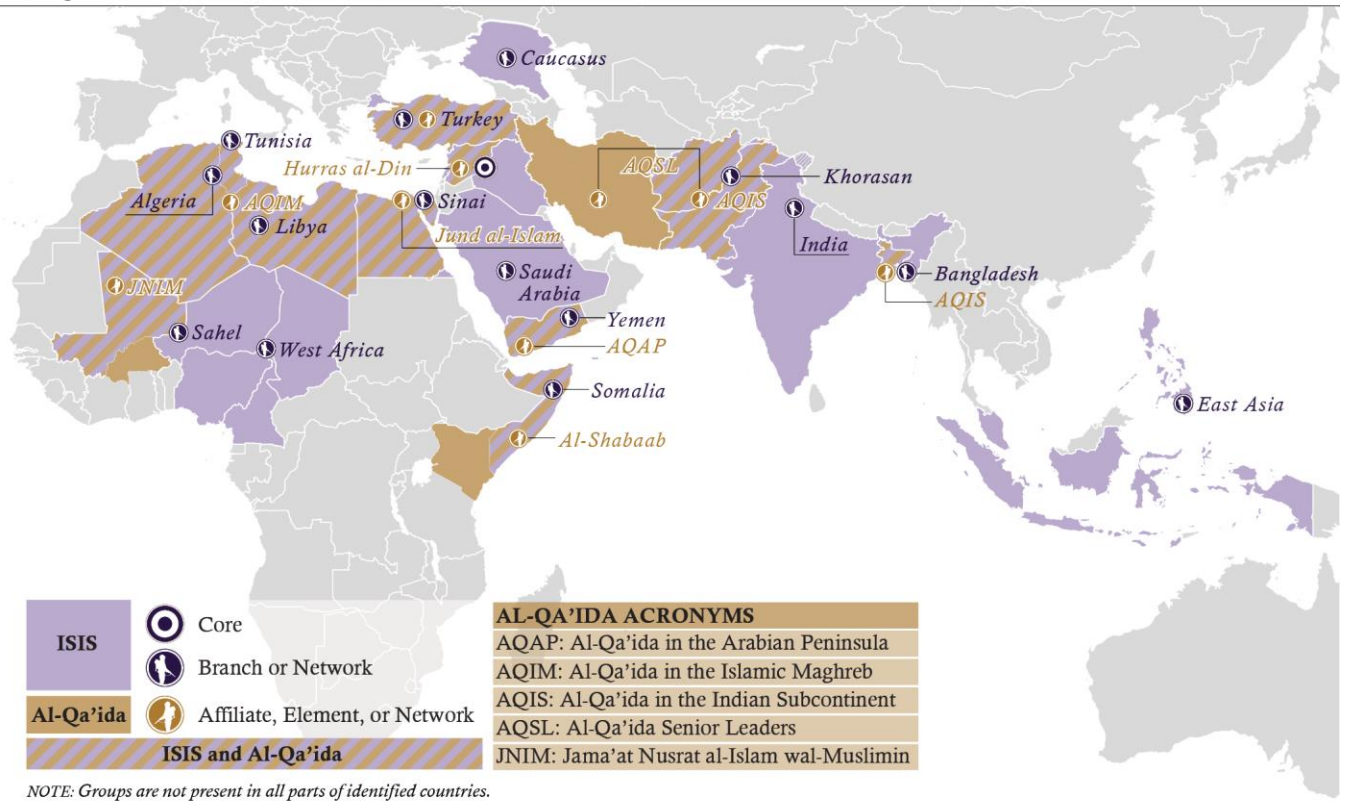 Caucasus
Turkey
Tunisia
Hurras al-Din
AQSL
Khorasan
Algeria
AQIM
Sinai
AQIS
Libya
Jund al-Islam
India
Saudi
Arabia
Bangladesh
JNIM
AQIS
Yemen
Sahel
West Africa
AQAP
Somalia
East Asia
Al-Shabaab
ISIS
Core
Branch or Network
Al-Qa’ida
Affiliate, Element, or Network
ISIS and Al-Qa’ida
AL-QA’IDA ACRONYMS
AQAP: Al-Qa’ida in the Arabian Peninsula
AQIM: Al-Qa’ida in the Islamic Maghreb
AQIS: Al-Qa’ida in the Indian Subcontinent
AQSL: Al-Qa’ida Senior Leaders
JNIM: Jama’at Nusrat al-Islam wal-Muslimin
NOTE: Groups are not present in all parts of identified countries.